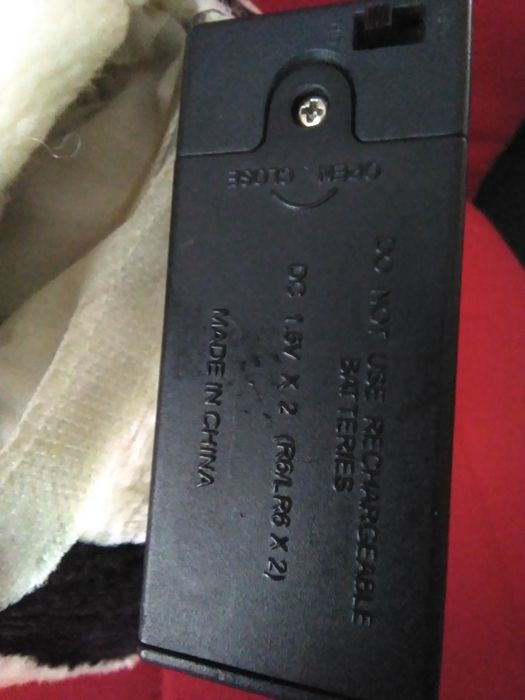 OPEN CLOSE
DO NOT USE RECHARGEABLE
BATTERIES
DC 1.5V X 2 (R6/LR6 X 2)
MADE IN CHINA